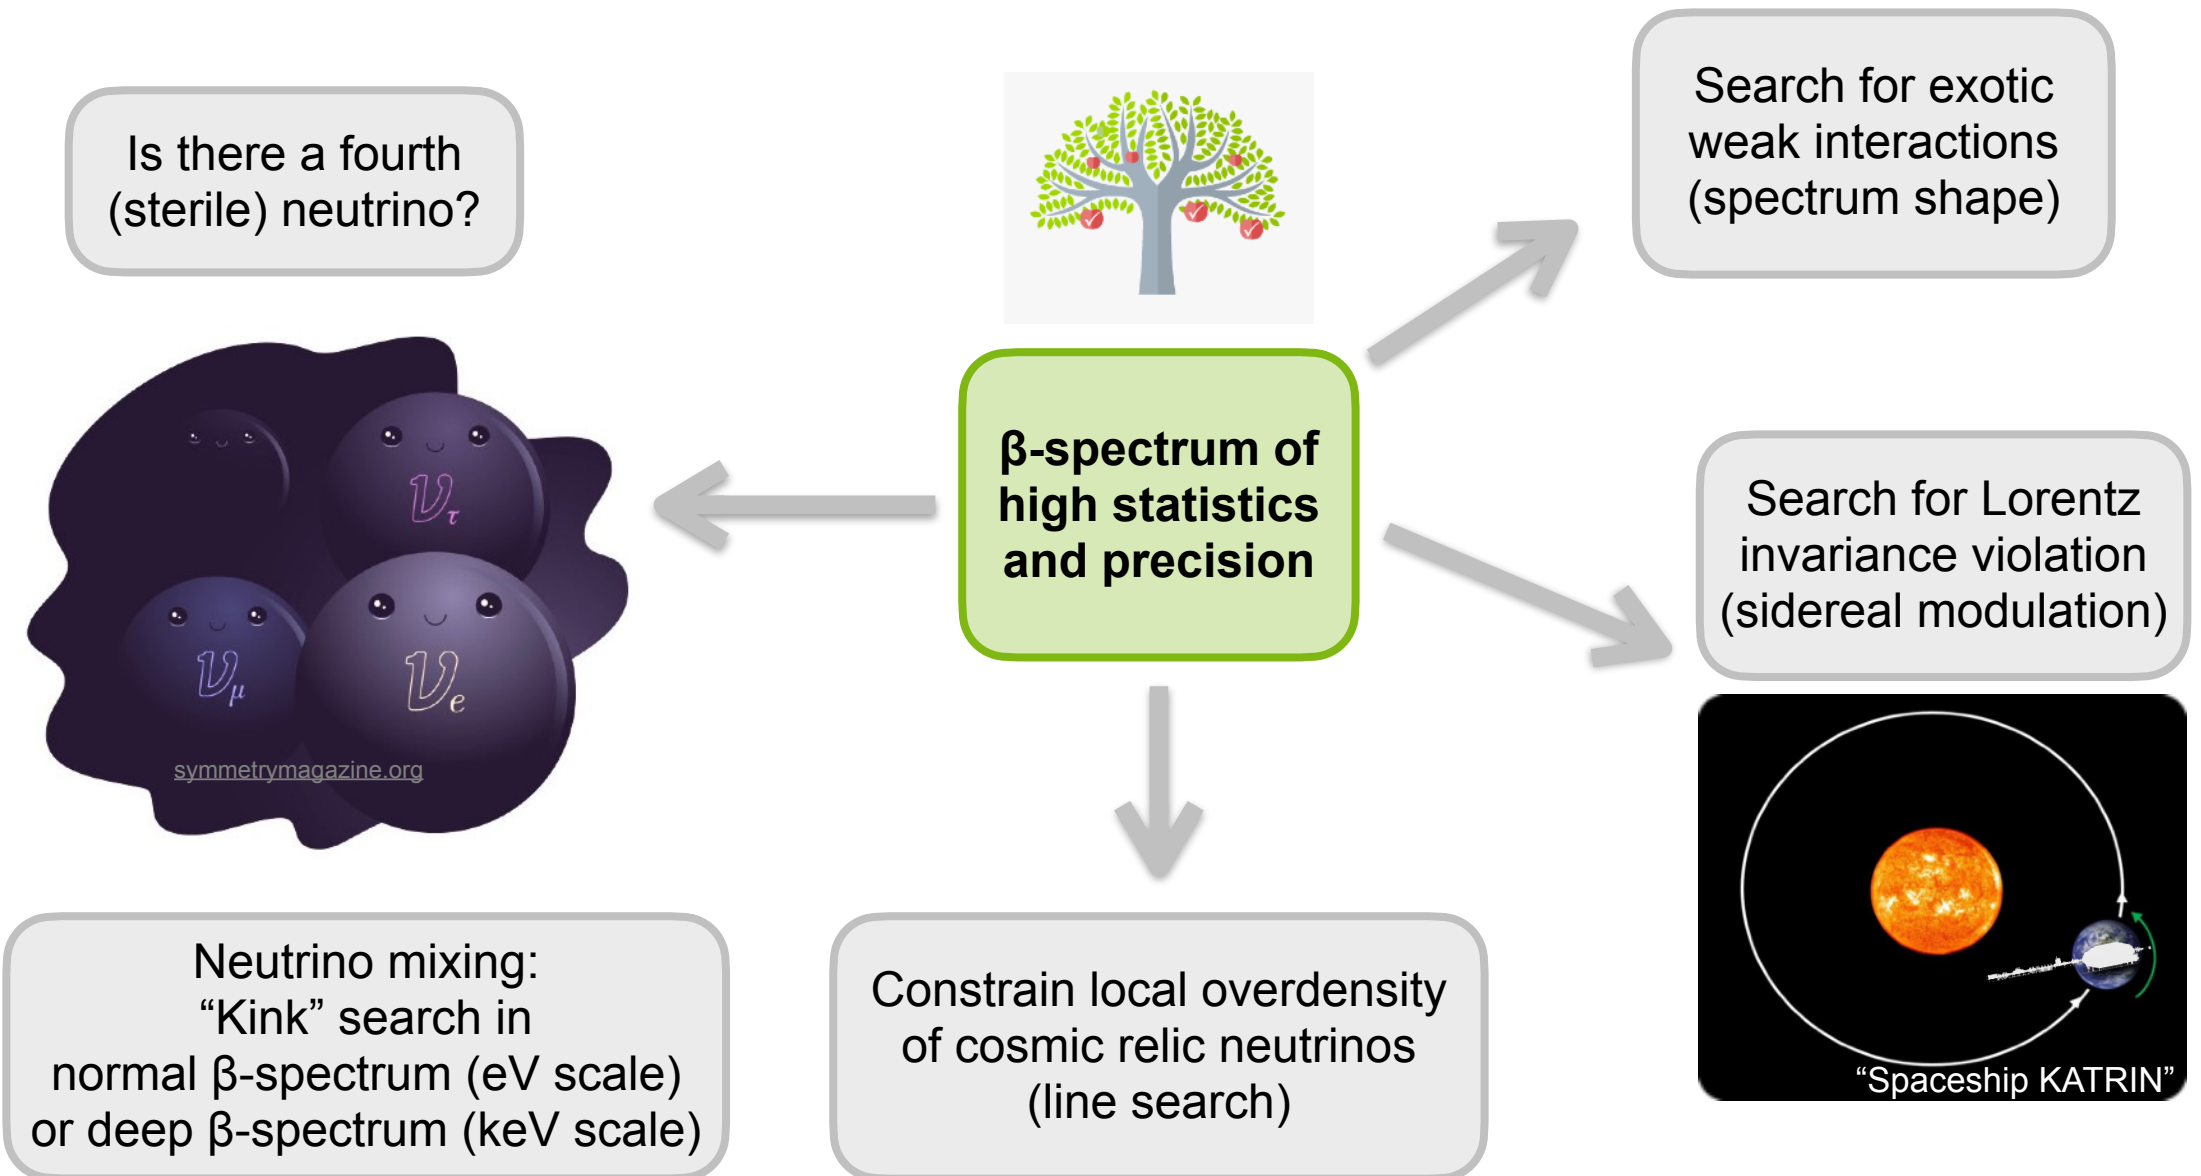 Is there a fourth
(sterile) neutrino?
Search for exotic
weak interactions
(spectrum shape)
β-spectrum of
high statistics
and precision
ν_τ
ν_μ
ν_e
symmetrymagazine.org
Search for Lorentz
invariance violation
(sidereal modulation)
“Spaceship KATRIN”
Neutrino mixing:
“Kink” search in
normal β-spectrum (eV scale)
or deep β-spectrum (keV scale)
Constrain local overdensity
of cosmic relic neutrinos
(line search)